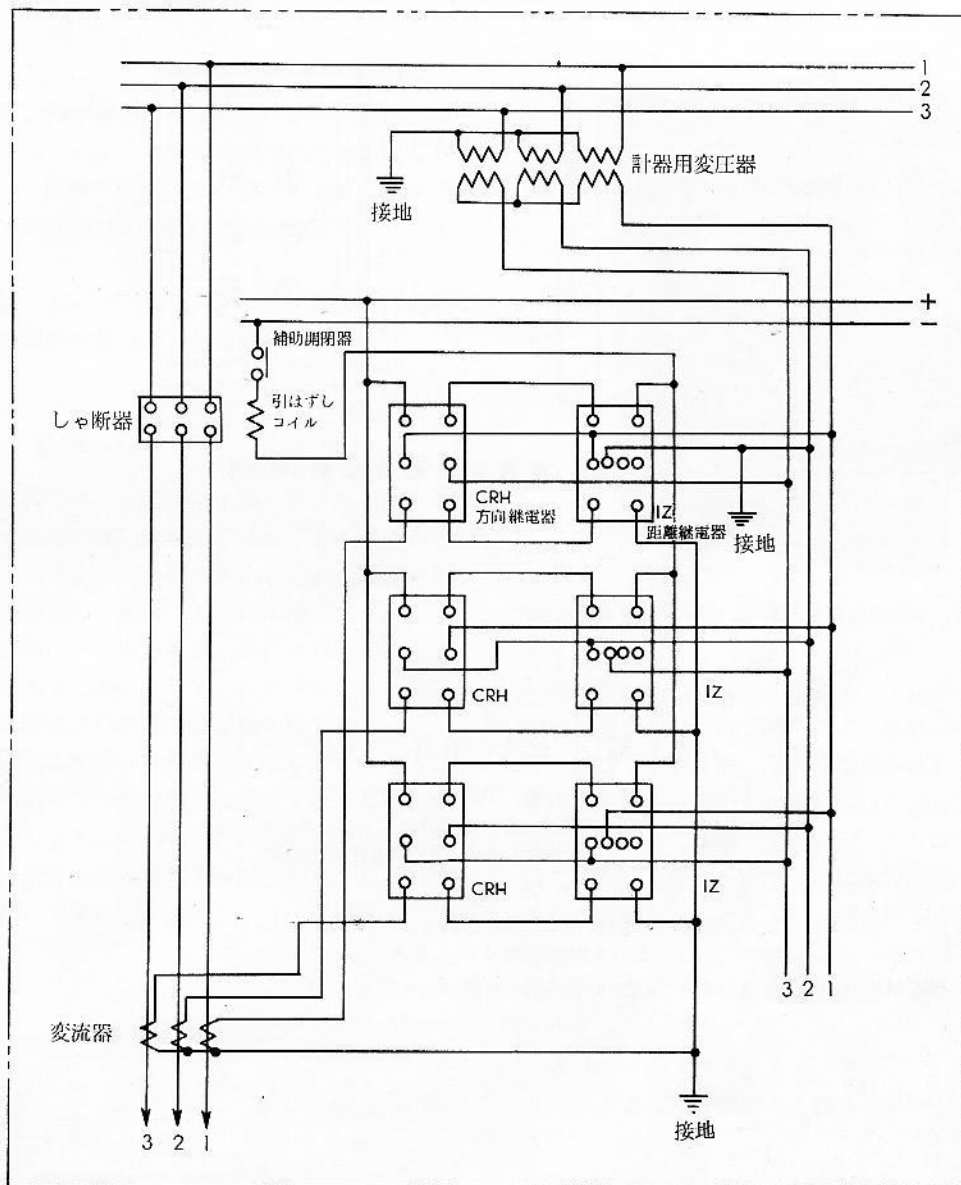 1
2
3
計器用変圧器
接地
+
−
補助開閉器
しゃ断器
引はずし
コイル
CRH
方向継電器
IZ
距離継電器
接地
CRH
IZ
CRH
IZ
3 2 1
変流器
3 2 1
接地